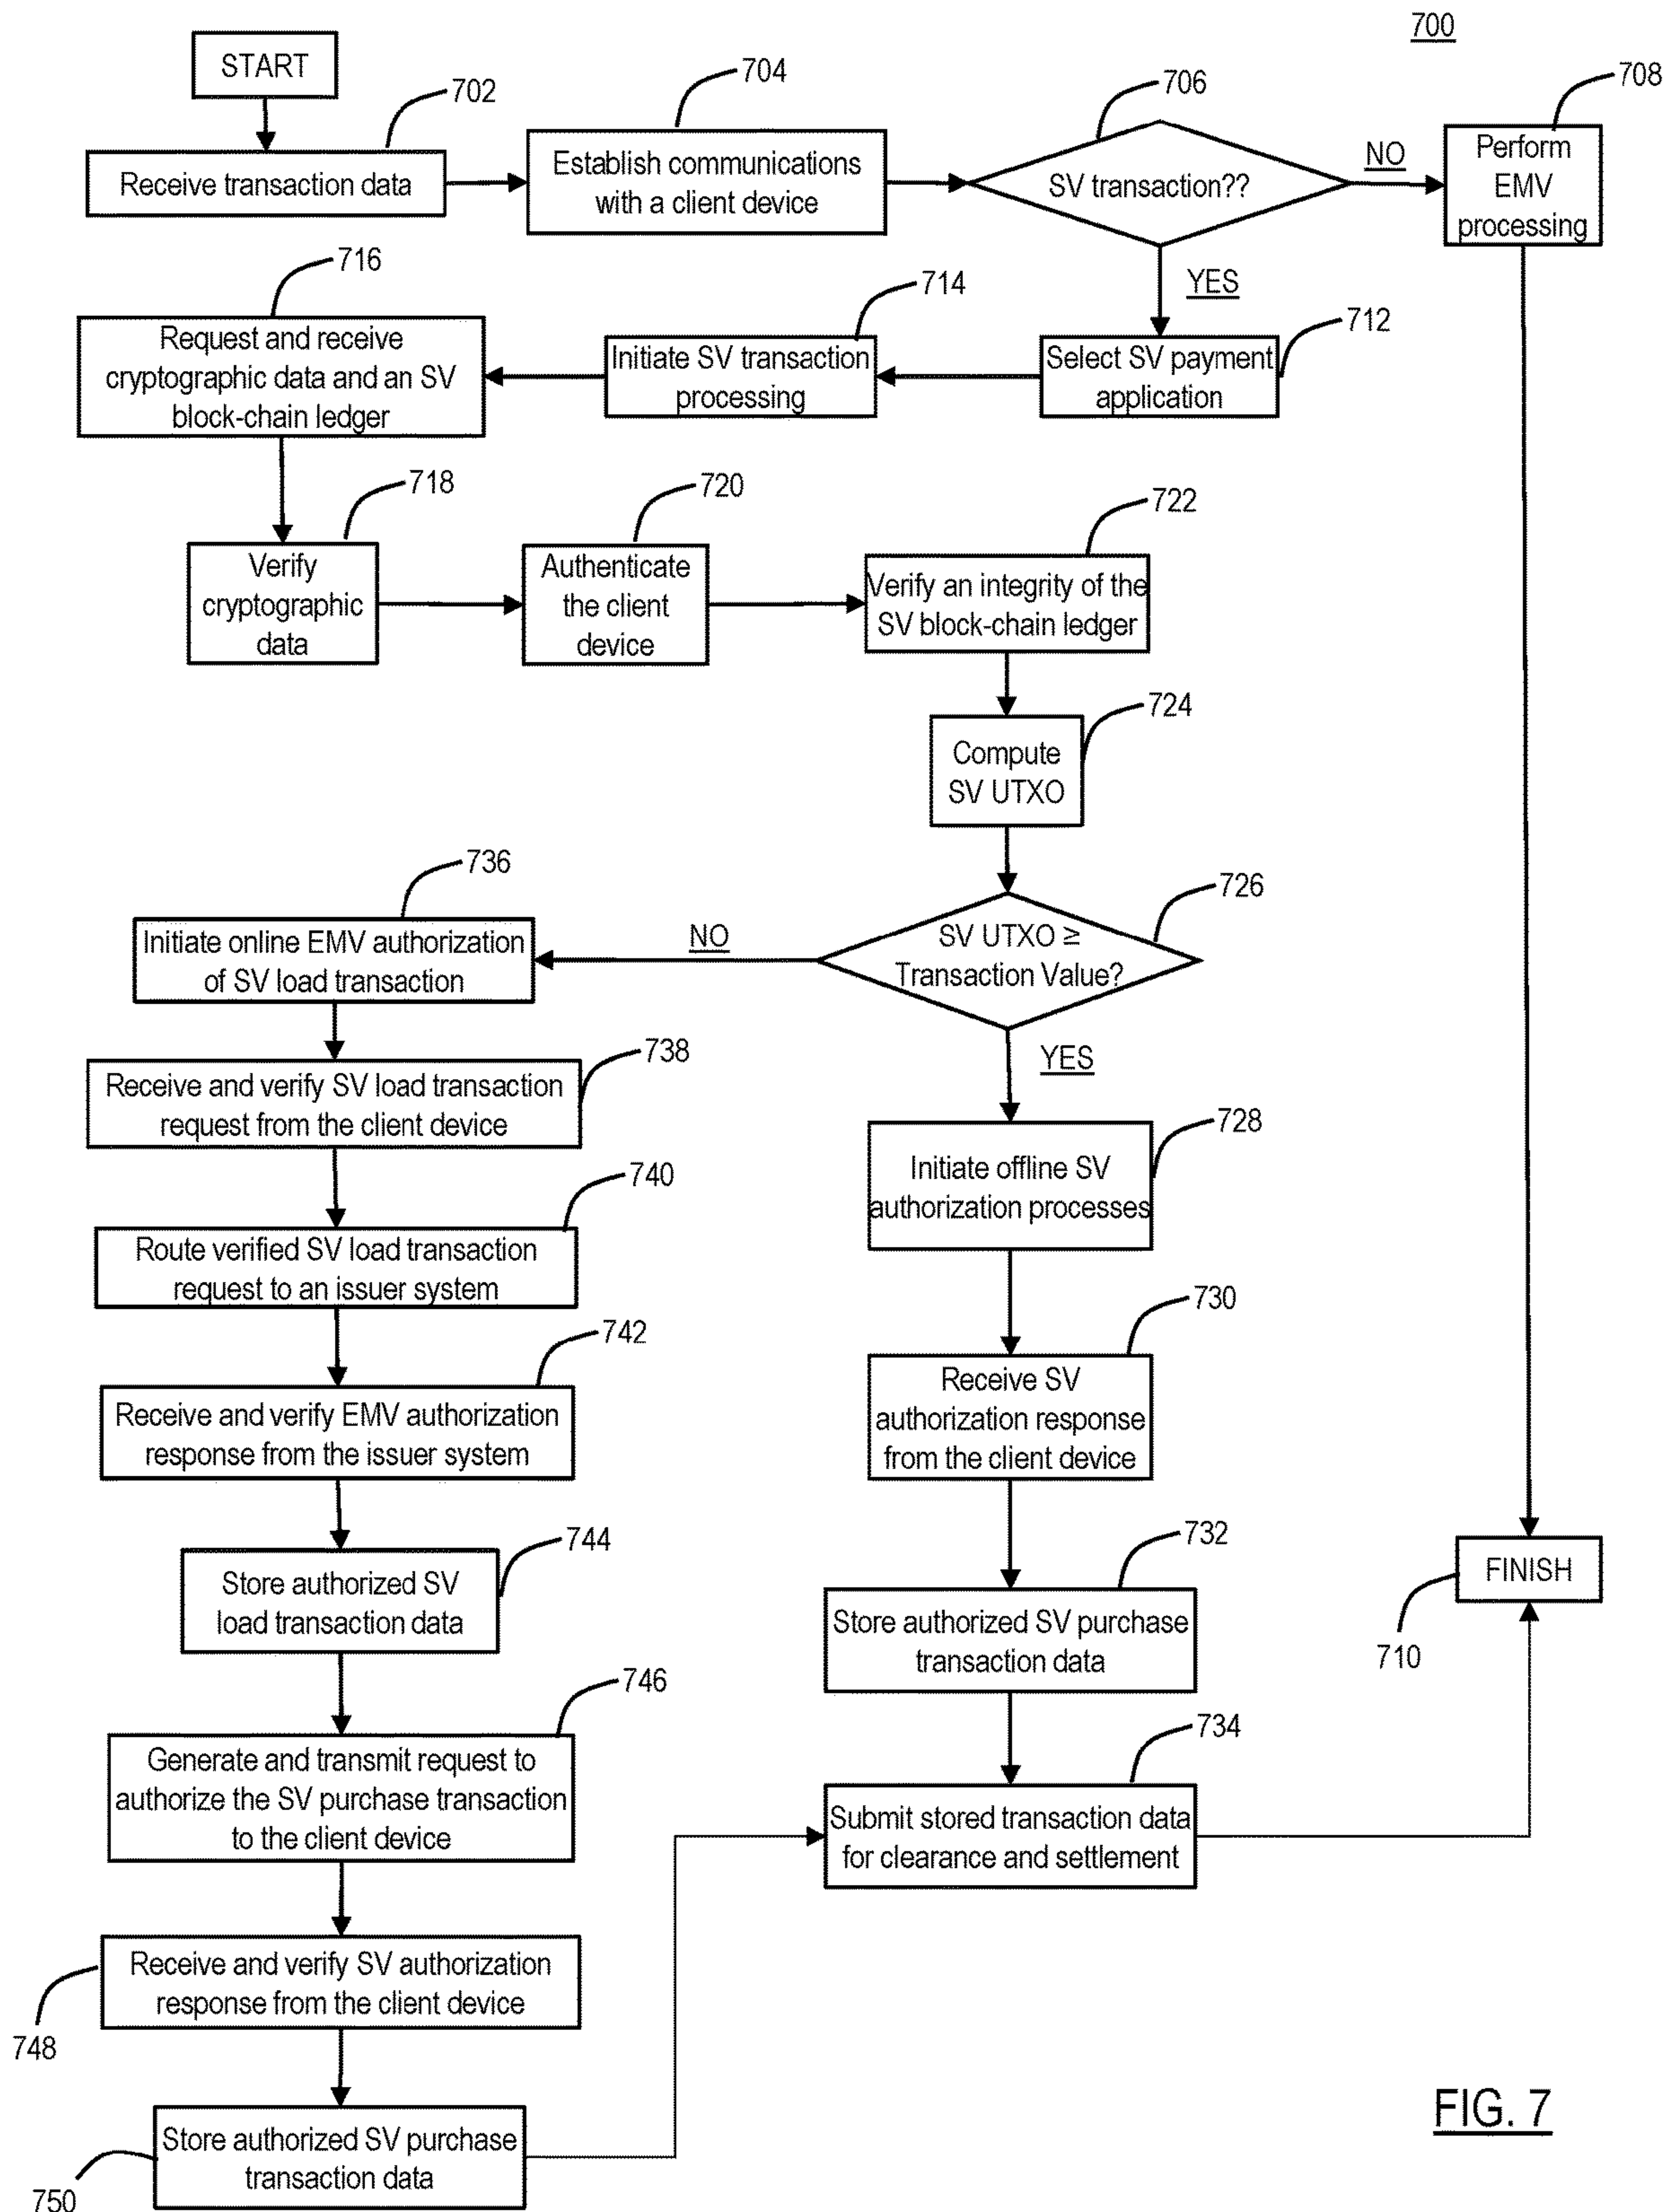 700
START
702
Receive transaction data
704
Establish communications
with a client device
706
SV transaction??
NO
708
Perform
EMV
processing
YES
712
Select SV payment
application
714
Initiate SV transaction
processing
716
Request and receive
cryptographic data and an SV
block-chain ledger
718
Verify
cryptographic
data
720
Authenticate
the client
device
722
Verify an integrity of the
SV block-chain ledger
724
Compute
SV UTXO
726
SV UTXO ≥
Transaction Value?
NO
YES
736
Initiate online EMV authorization
of SV load transaction
738
Receive and verify SV load transaction
request from the client device
740
Route verified SV load transaction
request to an issuer system
742
Receive and verify EMV authorization
response from the issuer system
744
Store authorized SV
load transaction data
746
Generate and transmit request to
authorize the SV purchase transaction
to the client device
748
Receive and verify SV authorization
response from the client device
750
Store authorized SV purchase
transaction data
728
Initiate offline SV
authorization processes
730
Receive SV
authorization response
from the client device
732
Store authorized SV purchase
transaction data
734
Submit stored transaction data
for clearance and settlement
FINISH
710
FIG. 7